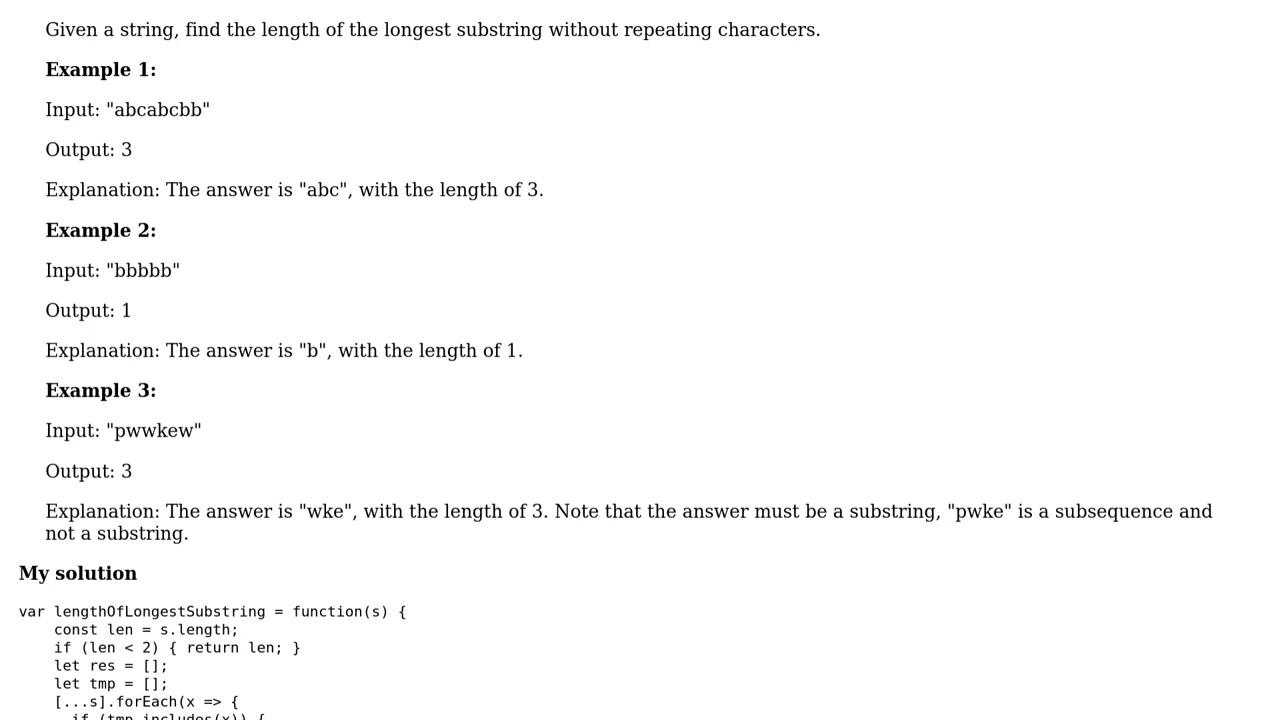 Given a string, find the length of the longest substring without repeating characters.
Example 1:
Input: "abcabcbb"
Output: 3
Explanation: The answer is "abc", with the length of 3.
Example 2:
Input: "bbbbb"
Output: 1
Explanation: The answer is "b", with the length of 1.
Example 3:
Input: "pwwkew"
Output: 3
Explanation: The answer is "wke", with the length of 3. Note that the answer must be a substring, "pwke" is a subsequence and
not a substring.
My solution
var lengthOfLongestSubstring = function(s) {
    const len = s.length;
    if (len < 2) { return len; }
    let res = [];
    let tmp = [];
    [...s].forEach(x => {
      if (tmp.includes(x)) {